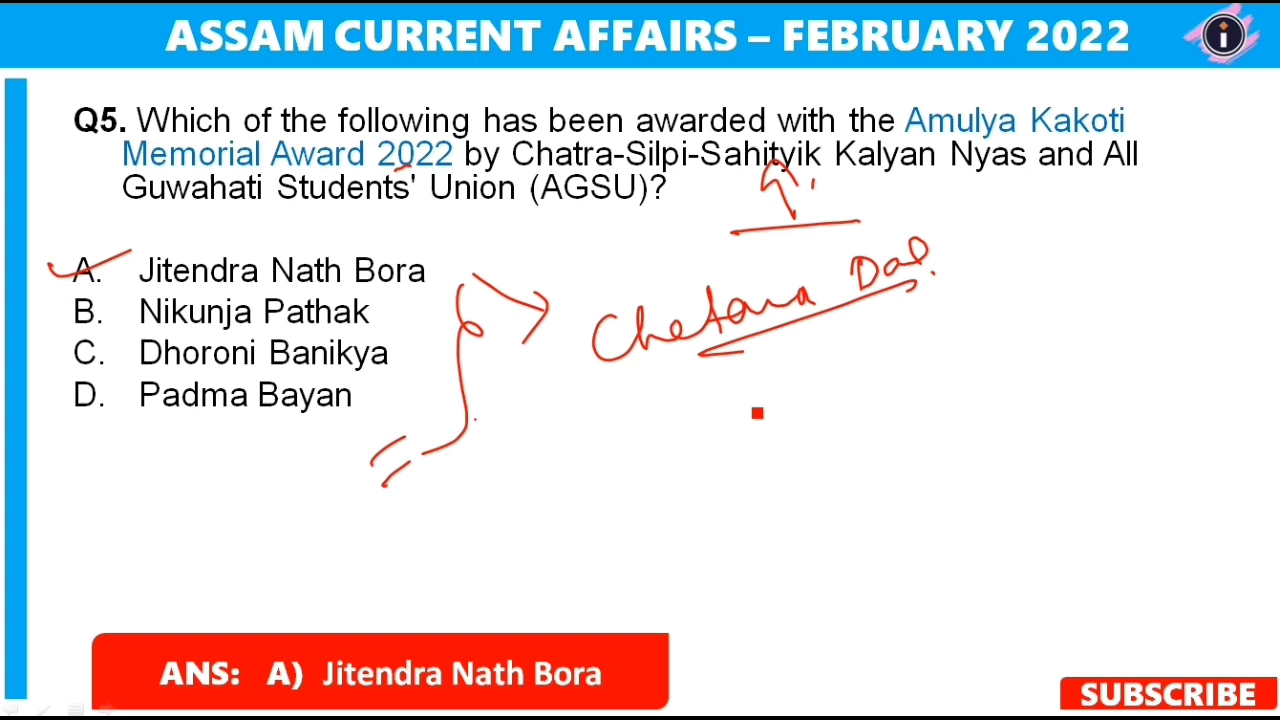 ASSAM CURRENT AFFAIRS – FEBRUARY 2022
i
Q5. Which of the following has been awarded with the Amulya Kakoti
Memorial Award 2022 by Chatra-Silpi-Sahityik Kalyan Nyas and All
Guwahati Students' Union (AGSU)?
A. Jitendra Nath Bora
B. Nikunja Pathak
C. Dhoroni Banikya
D. Padma Bayan
Chetana
ANS: A) Jitendra Nath Bora
SUBSCRIBE